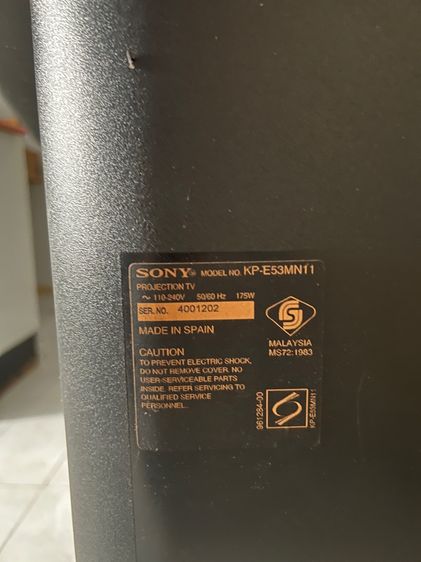 SONY® MODEL NO. KP-E53MN11
PROJECTION TV
~ 110-240V 50/60 Hz 175W
SER. NO. 4001202
MADE IN SPAIN
CAUTION
TO PREVENT ELECTRIC SHOCK,
DO NOT REMOVE COVER. NO
USER-SERVICEABLE PARTS
INSIDE. REFER SERVICING TO
QUALIFIED SERVICE
PERSONNEL.
S
MALAYSIA
MS72:1983
961284-00
KP-E53MN11